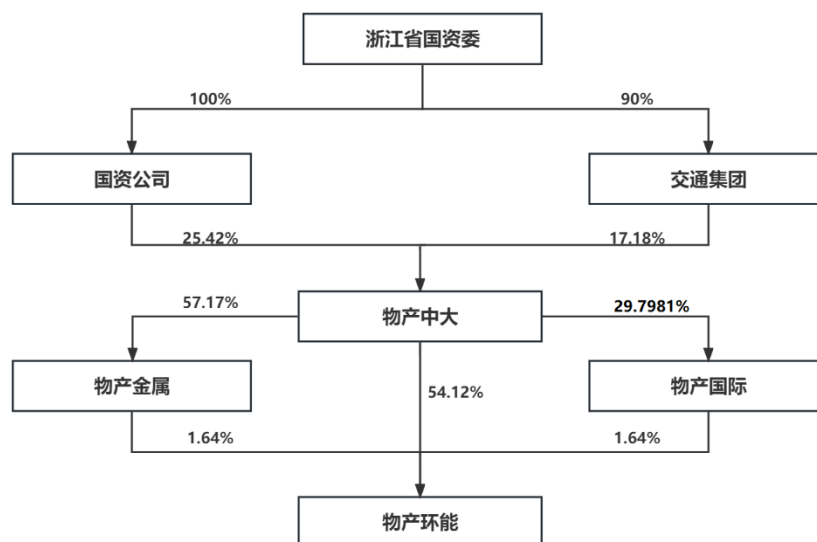 浙江省国资委
100%
90%
国资公司
交通集团
25.42%
17.18%
57.17%
物产中大
29.7981%
物产金属
54.12%
物产国际
1.64%
1.64%
物产环能